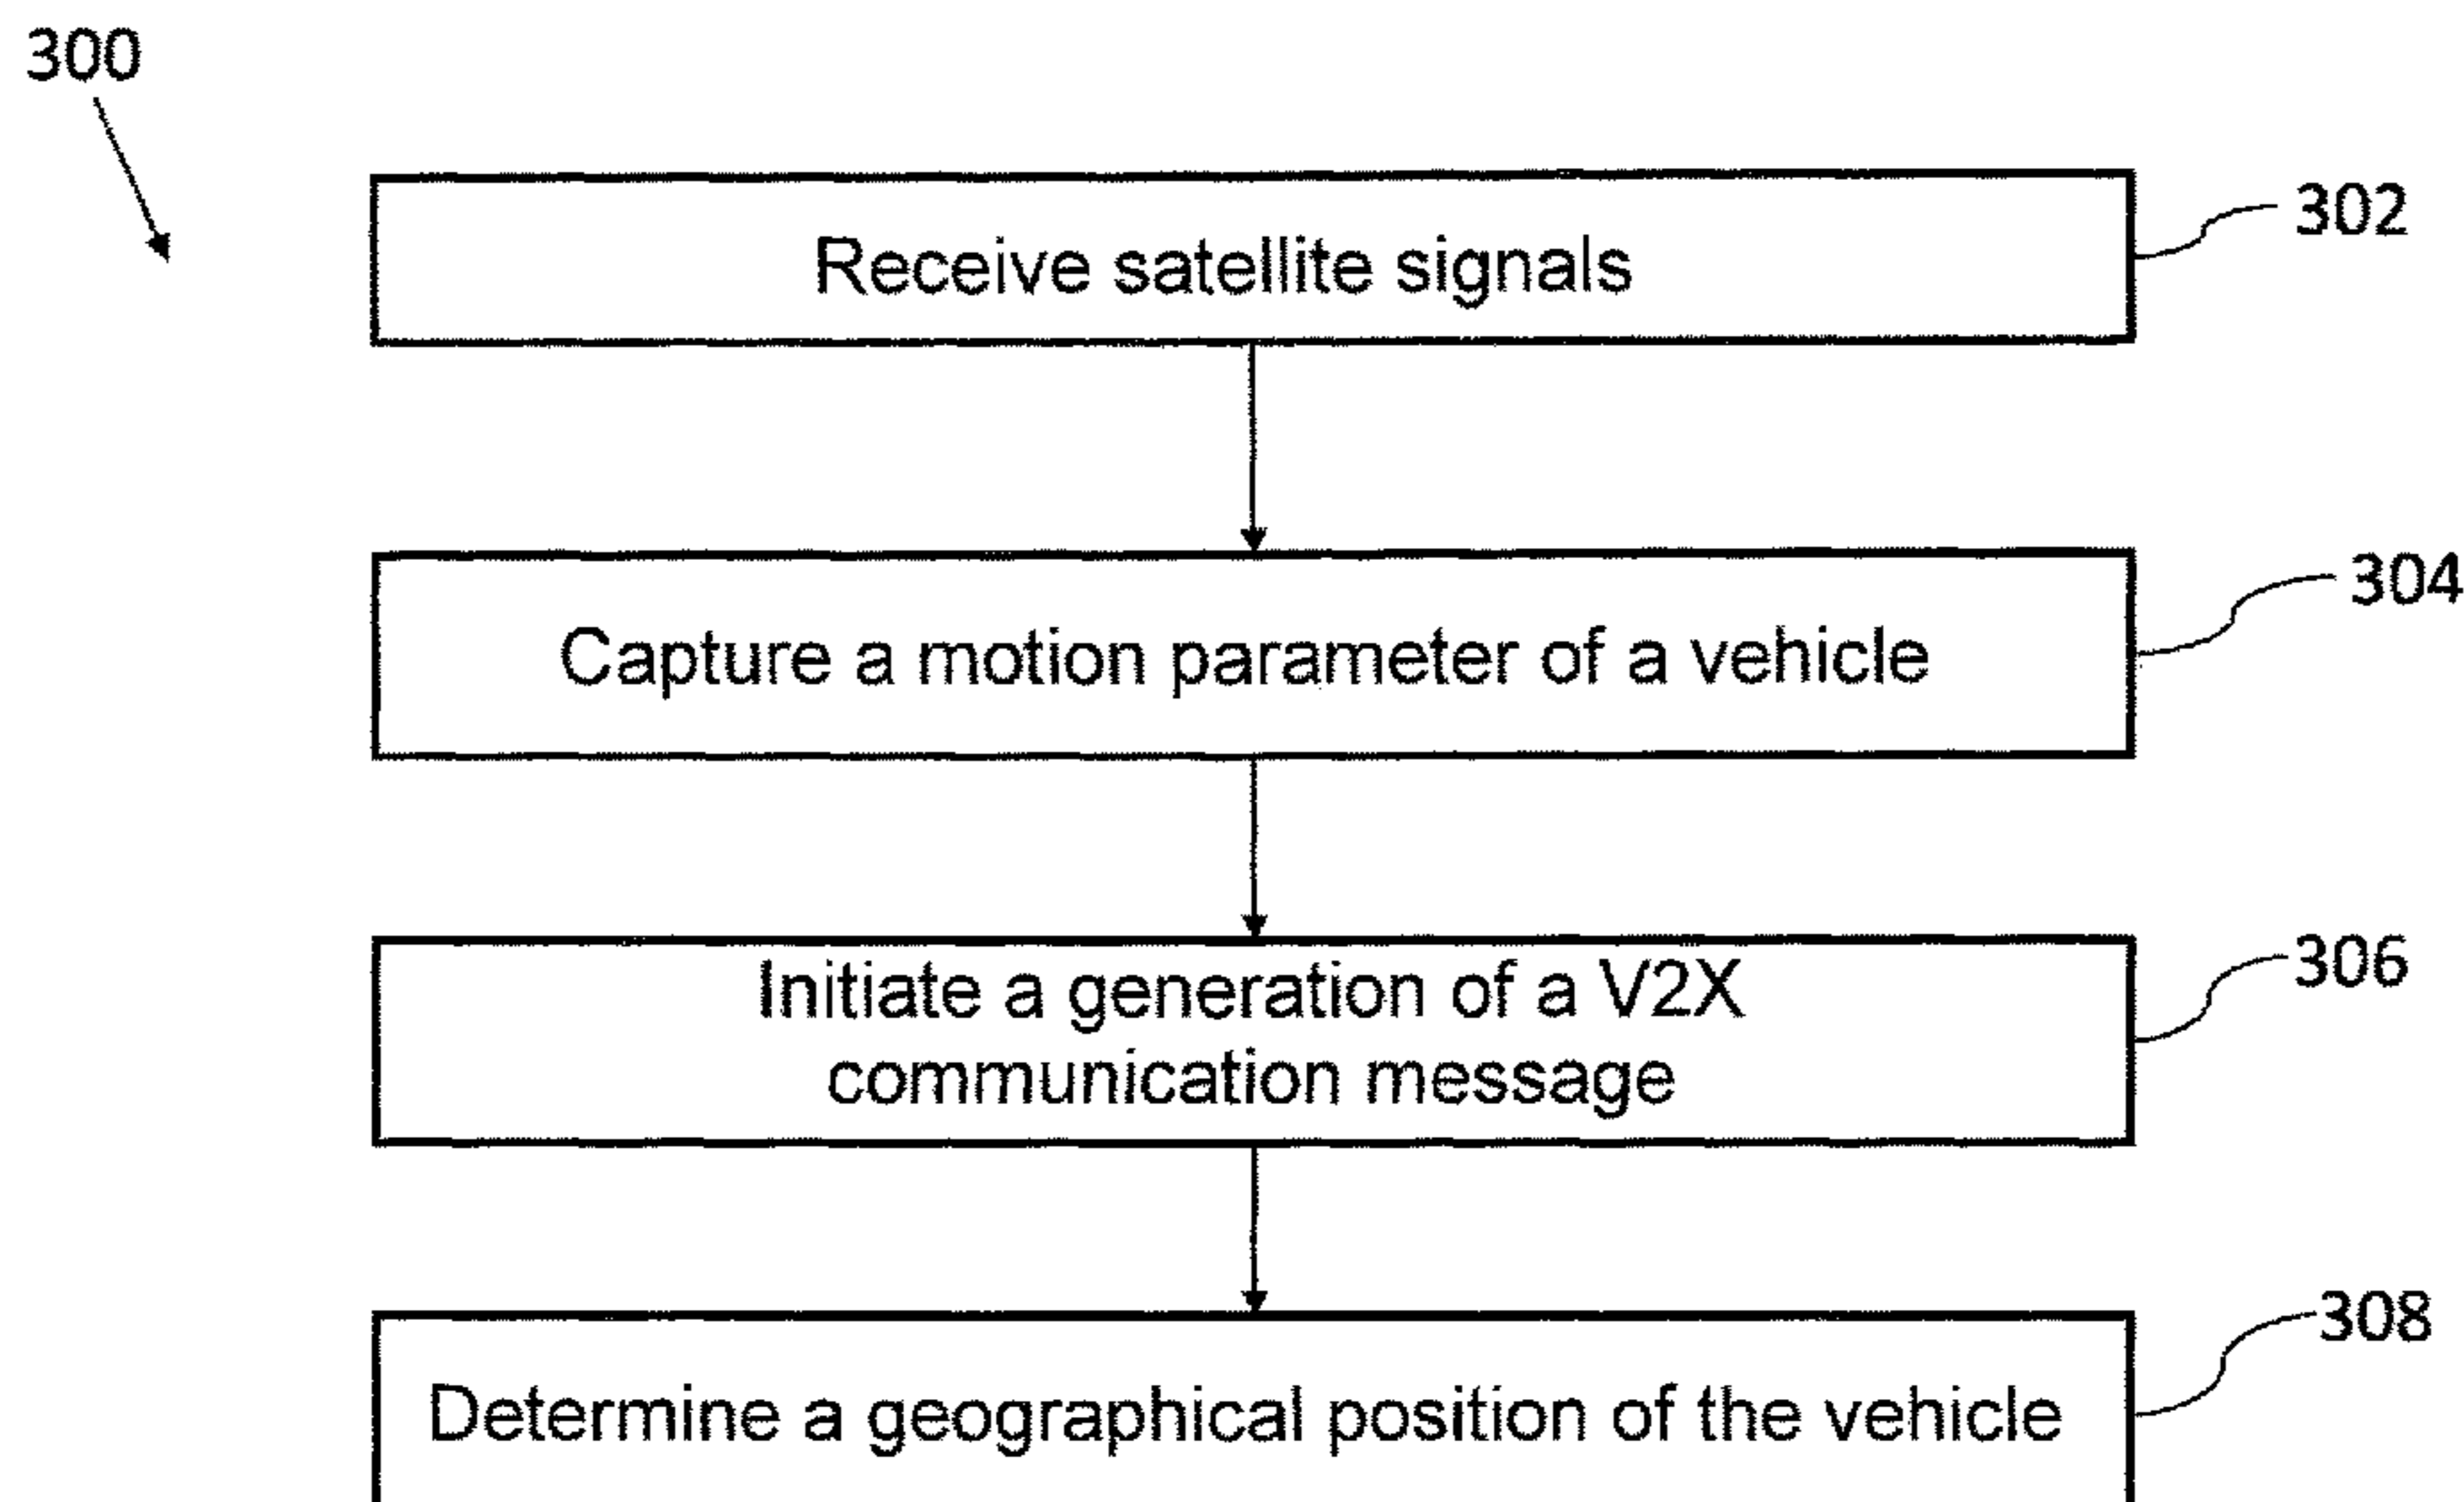 300
302
Receive satellite signals
304
Capture a motion parameter of a vehicle
306
Initiate a generation of a V2X
communication message
308
Determine a geographical position of the vehicle